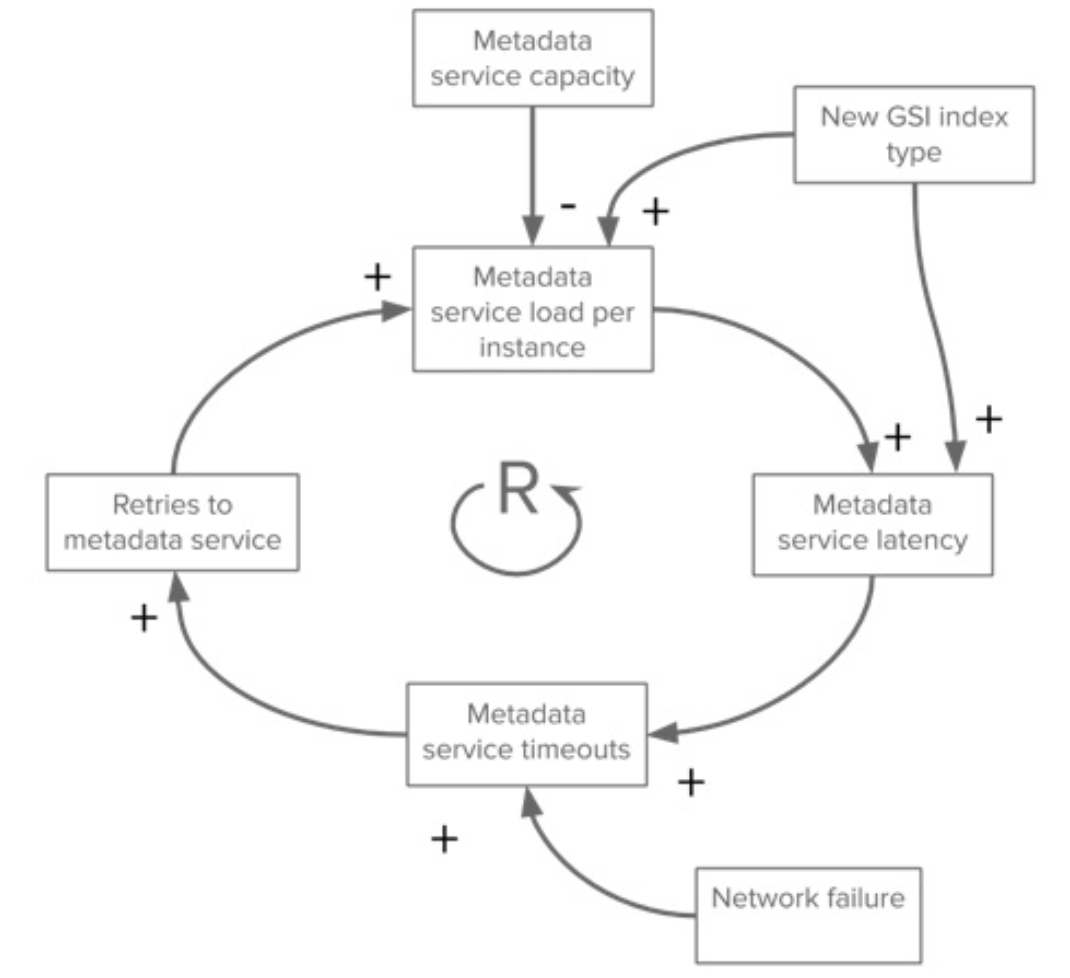 Metadata
service capacity
New GSI index
type
-
+
+
Metadata
service load per
instance
+
+
R
Retries to
metadata service
Metadata
service latency
+
Metadata
service timeouts
+
+
Network failure